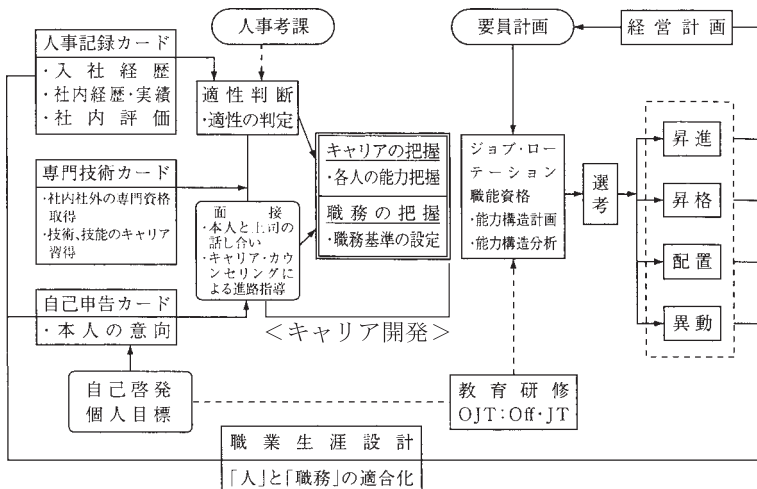 人事考課
要員計画
経営計画
人事記録カード
・入社経歴
・社内経歴・実績
・社内評価
適性判断
・適性の判定
専門技術カード
・社内社外の専門資格
取得
・技術、技能のキャリア
習得
面接
・本人と上司の
話し合い
・キャリア・カウ
ンセリングに
よる進路指導
キャリアの把握
・各人の能力把握
職務の把握
・職務基準の設定
<キャリア開発>
ジョブ・ロー
テーション
職能資格
・能力構造計画
・能力構造分析
選考
昇進
昇格
配置
異動
自己申告カード
・本人の意向
自己啓発
個人目標
教育研修
OJT:Off・JT
職業生涯設計
「人」と「職務」の適合化